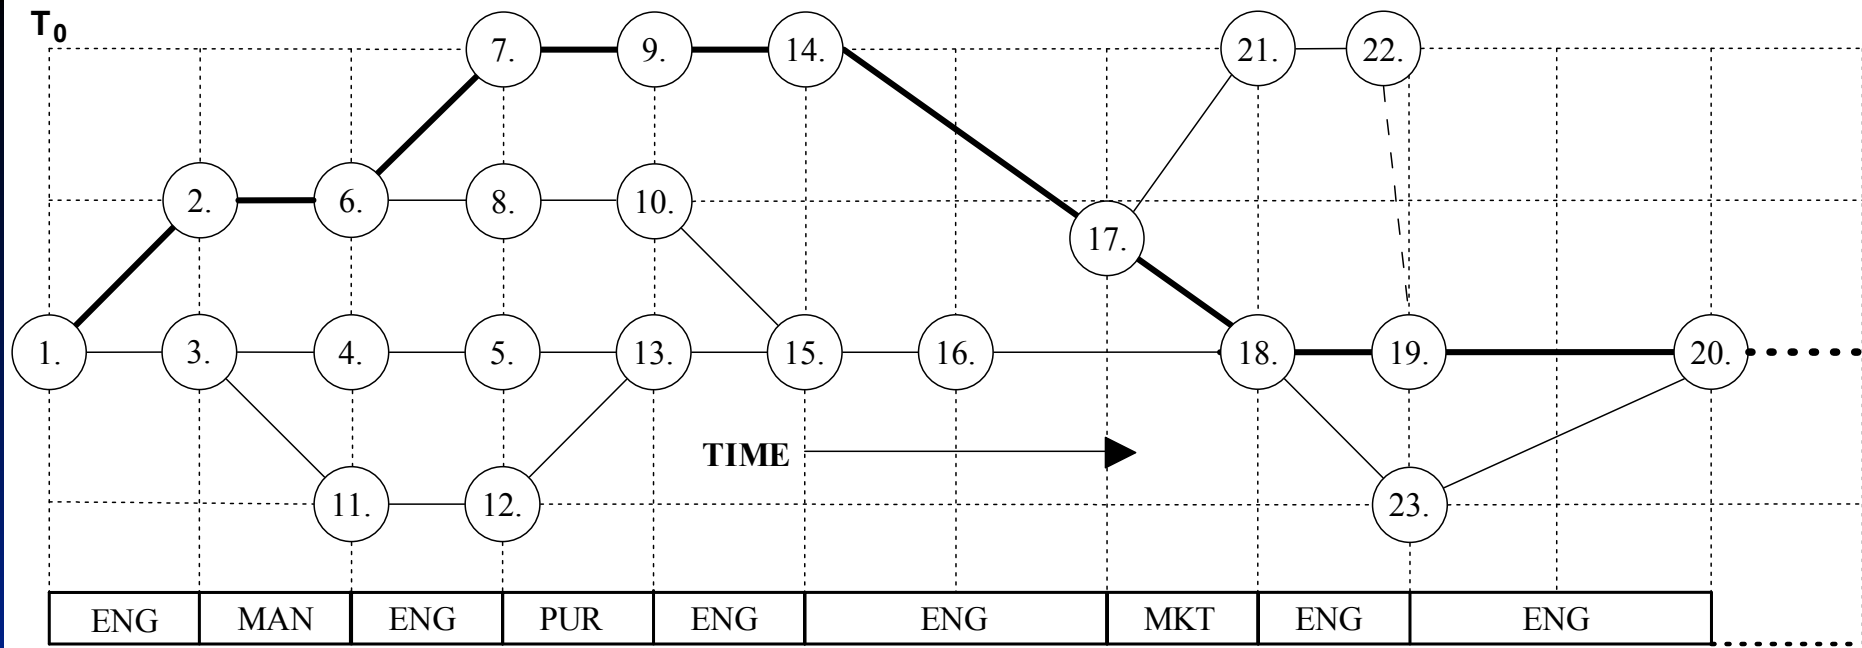 T0
7. 9. 14. 21. 22.
2. 6. 8. 10.
17.
1. 3. 4. 5. 13. 15. 16. 18. 19. 20.
TIME
11. 12. 23.
ENG MAN ENG PUR ENG ENG MKT ENG ENG